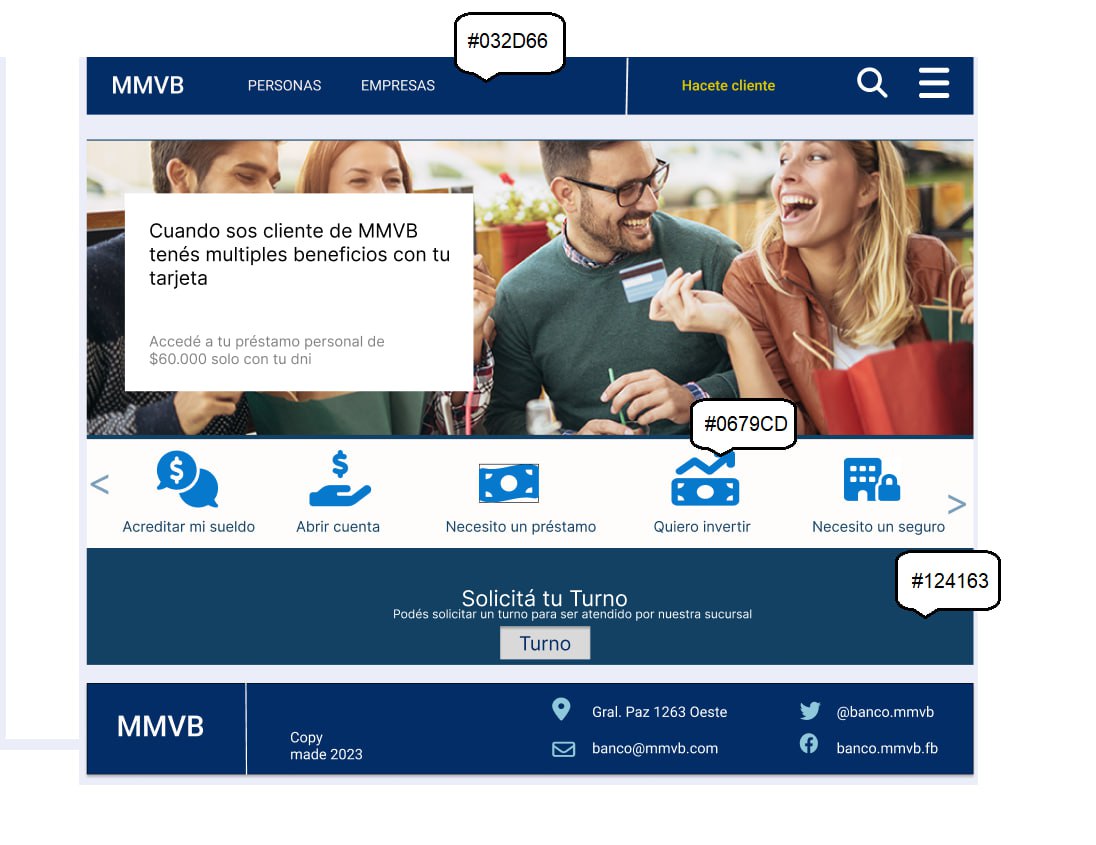 #032D66
MMVB
PERSONAS
EMPRESAS
Hacete cliente
Cuando sos cliente de MMVB
tenés multiples beneficios con tu
tarjeta
Accedé a tu préstamo personal de
$60.000 solo con tu dni
#0679CD
<
Acreditar mi sueldo
Abrir cuenta
Necesito un préstamo
Quiero invertir
Necesito un seguro
>
#124163
Solicitá tu Turno
Podés solicitar un turno para ser atendido por nuestra sucursal
Turno
MMVB
Copy
made 2023
Gral. Paz 1263 Oeste
banco@mmvb.com
@banco.mmvb
banco.mmvb.fb